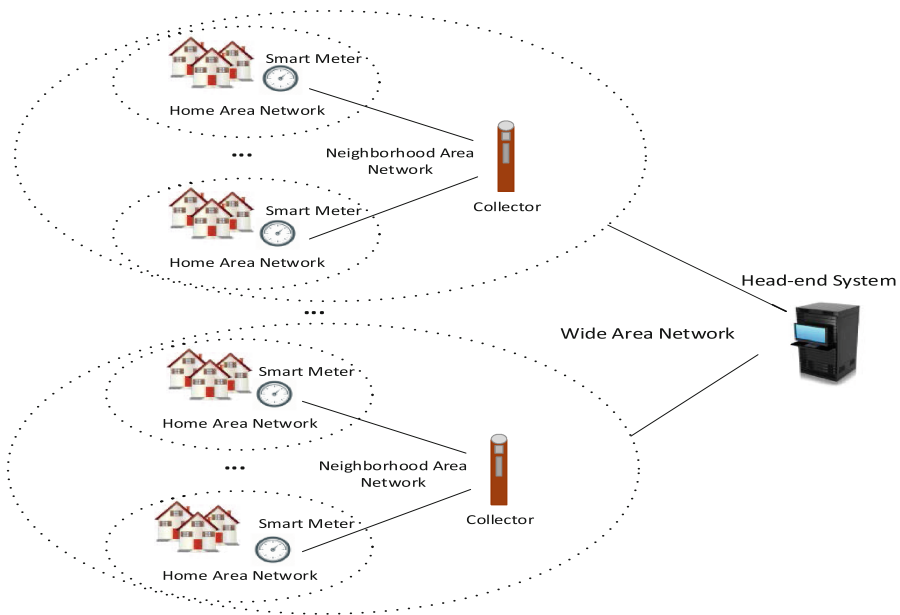 Smart Meter
Home Area Network
...
Neighborhood Area
Network
Collector
Smart Meter
Home Area Network
...
Head-end System
Wide Area Network
Smart Meter
Home Area Network
...
Neighborhood Area
Network
Collector
Smart Meter
Home Area Network